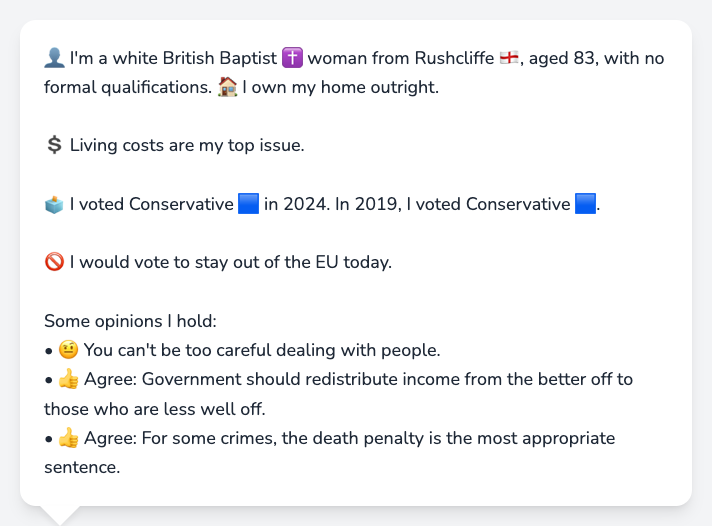 👤 I'm a white British Baptist ✝️ woman from Rushcliffe 🏴󠁧󠁢󠁥󠁮󠁧󠁿, aged 83, with no
formal qualifications. 🏠 I own my home outright.
💲 Living costs are my top issue.
🗳️ I voted Conservative 🟦 in 2024. In 2019, I voted Conservative 🟦.
🚫 I would vote to stay out of the EU today.
Some opinions I hold:
• 🤨 You can't be too careful dealing with people.
• 👍 Agree: Government should redistribute income from the better off to
those who are less well off.
• 👍 Agree: For some crimes, the death penalty is the most appropriate
sentence.